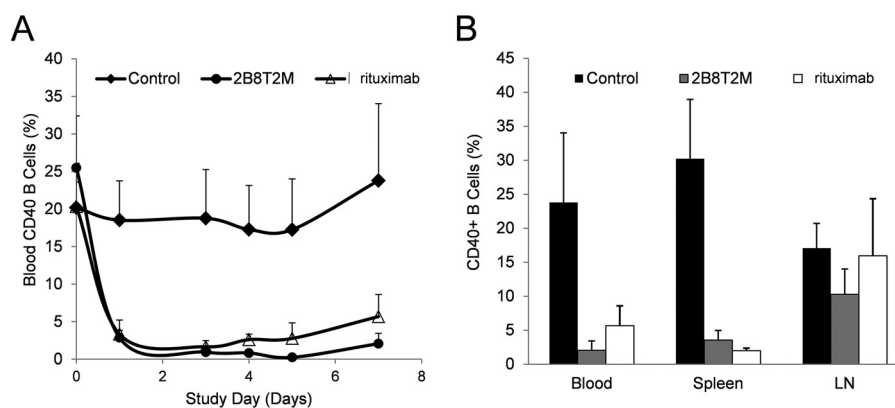 A
Blood CD40 B Cells (%)
40
35
30
25
20
15
10
5
0
Control 2B8T2M rituximab
0 2 4 6 8
Study Day (Days)
B
CD40+ B Cells (%)
45
40
35
30
25
20
15
10
5
0
Control 2B8T2M rituximab
Blood Spleen LN